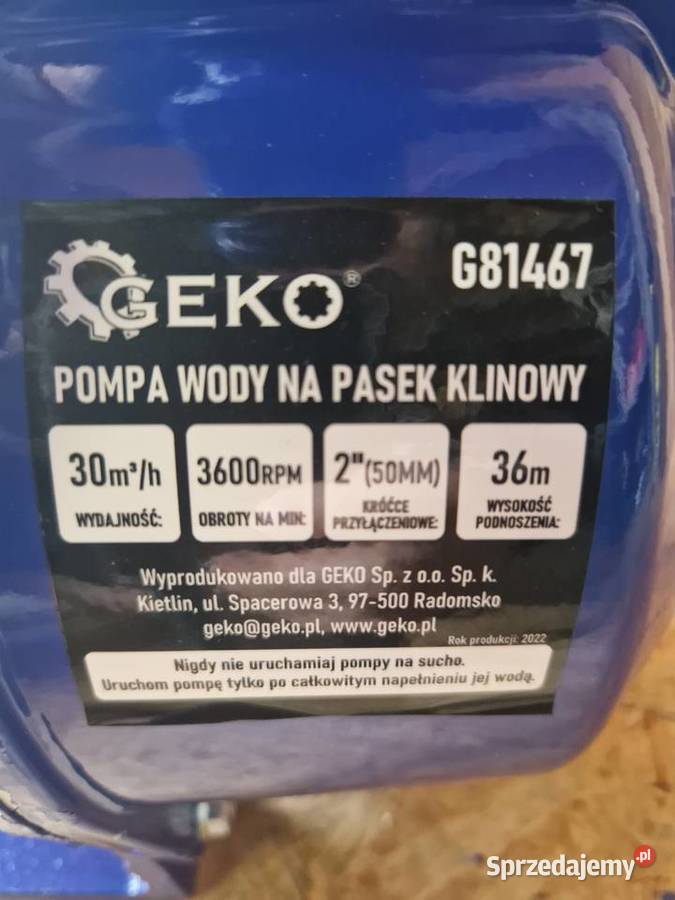 GEKO®
G81467
POMPA WODY NA PASEK KLINOWY
30m³/h
WYDAJNOŚĆ:
3600RPM
OBROTY NA MIN:
2"(50MM)
KRÓĆCE
PRZYŁĄCZENIOWE:
36m
WYSOKOŚĆ
PODNOSZENIA:
Wyprodukowano dla GEKO Sp. z o.o. Sp. k.
Kietlin, ul. Spacerowa 3, 97-500 Radomsko
geko@geko.pl, www.geko.pl
Rok produkcji: 2022
Nigdy nie uruchamiaj pompy na sucho.
Uruchom pompę tylko po całkowitym napełnieniu jej wodą.
Sprzedajemy.pl